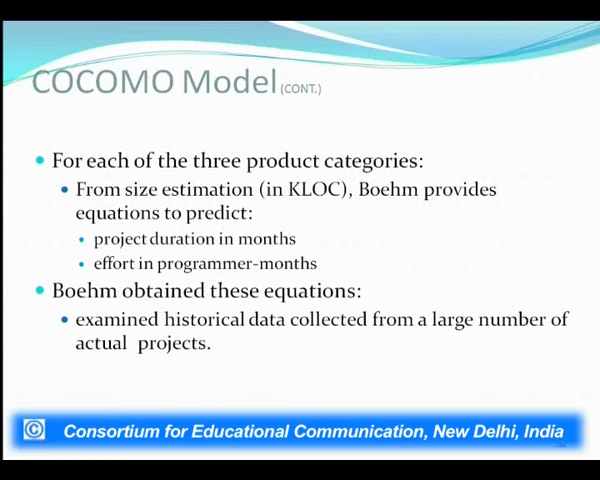 COCOMO Model (CONT.)
For each of the three product categories:
From size estimation (in KLOC), Boehm provides
equations to predict:
project duration in months
effort in programmer-months
Boehm obtained these equations:
examined historical data collected from a large number of
actual projects.
© Consortium for Educational Communication, New Delhi, India